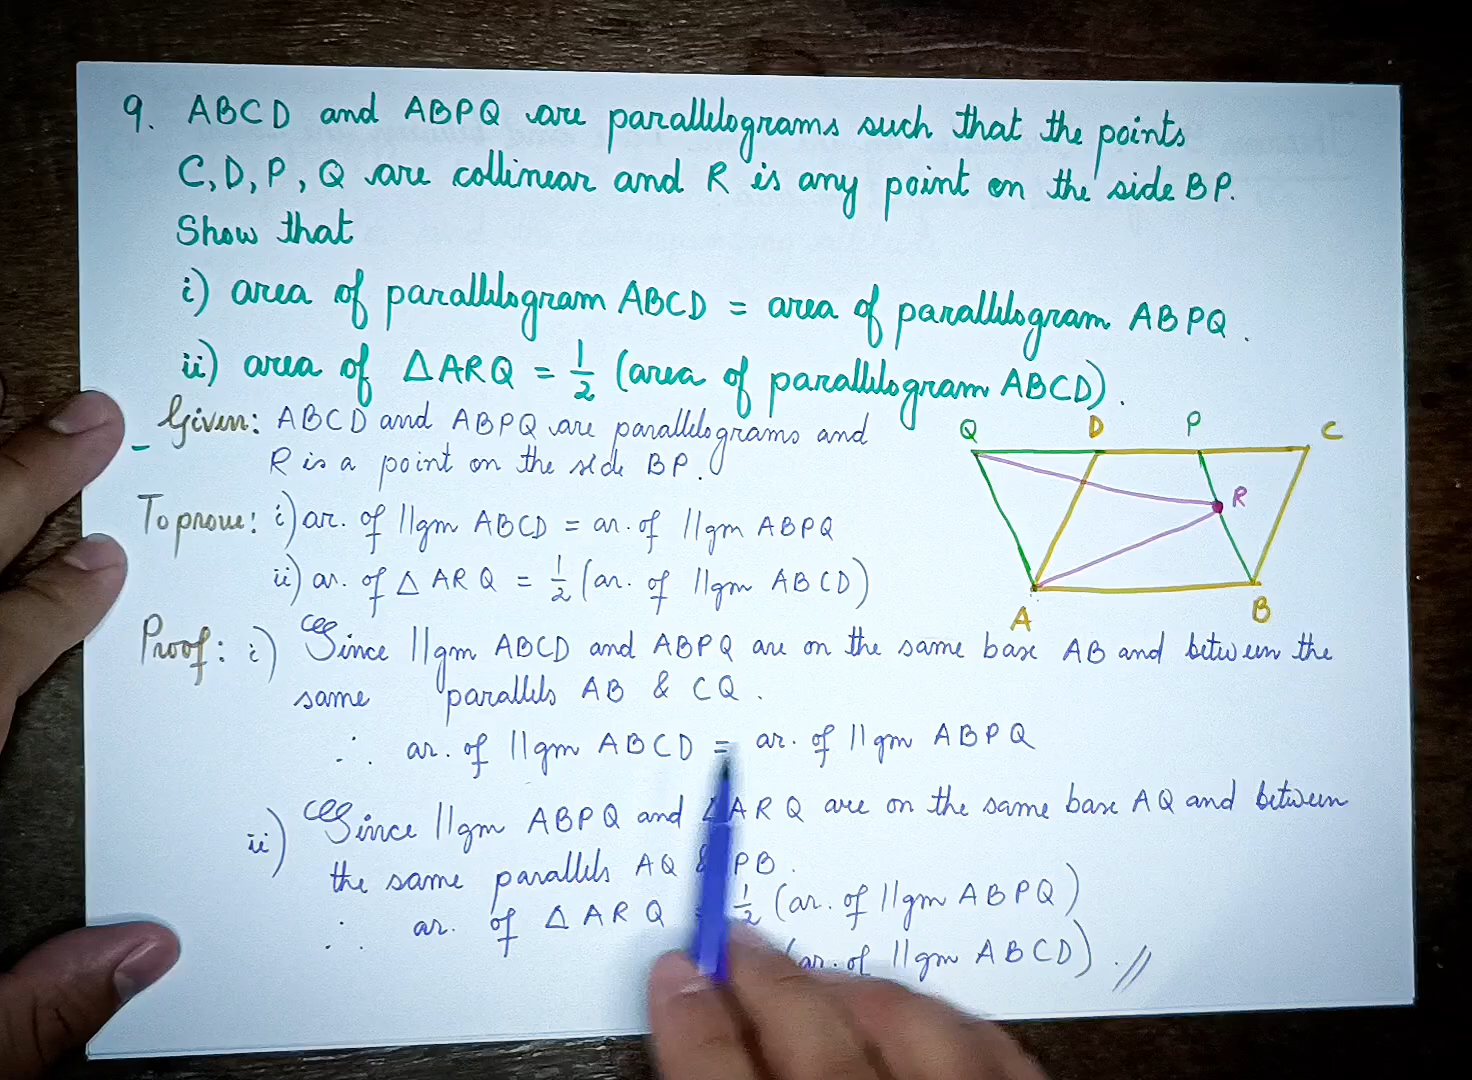 9. ABCD and ABPQ are parallelograms such that the points
C, D, P, Q are collinear and R is any point on the side BP.
Show that
i) area of parallelogram ABCD = area of parallelogram ABPQ.
ii) area of △ARQ = 1/2 (area of parallelogram ABCD).
Given: ABCD and ABPQ are parallelograms and
R is a point on the side BP.
To prove: i) ar. of ||gm ABCD = ar. of ||gm ABPQ
ii) ar. of △ ARQ = 1/2 (ar. of ||gm ABCD)
Q D P C
R
A B
Proof: i) Since ||gm ABCD and ABPQ are on the same base AB and between the
same parallels AB & CQ.
∴ ar. of ||gm ABCD = ar. of ||gm ABPQ
ii) Since ||gm ABPQ and △ARQ are on the same base AQ and between
the same parallels AQ & PB.
∴ ar. of △ ARQ = 1/2 (ar. of ||gm ABPQ)
(ar. of ||gm ABCD). //